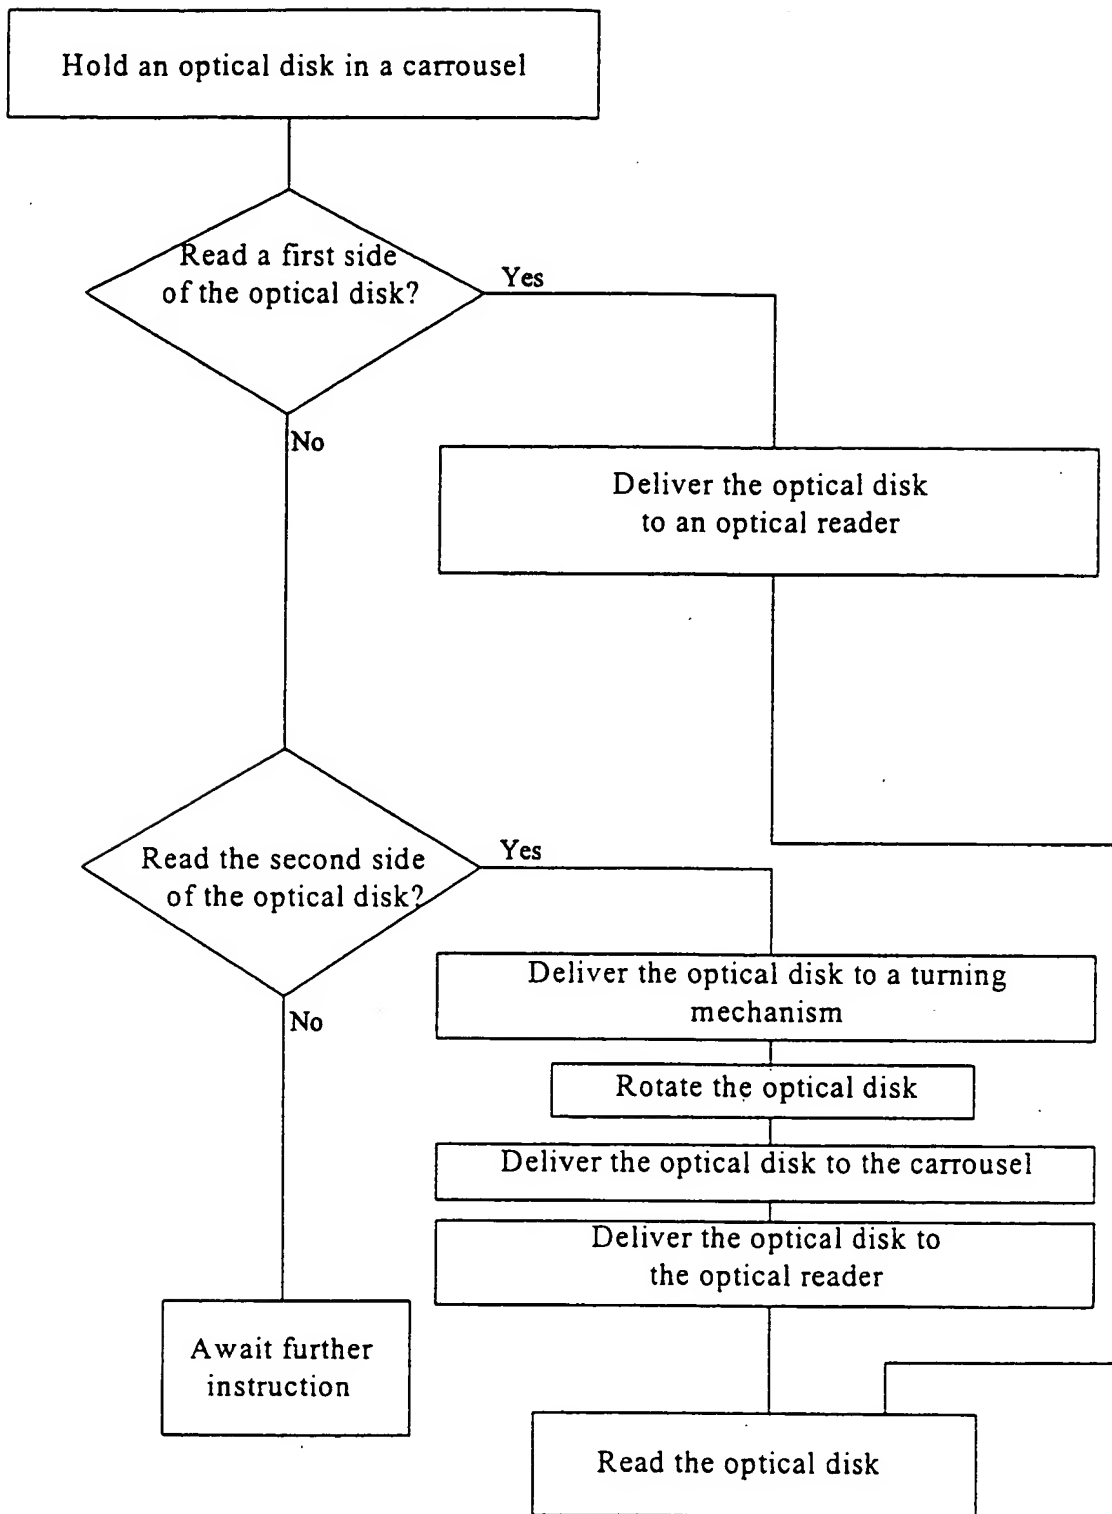 Hold an optical disk in a carrousel
Read a first side
of the optical disk?
Yes
No
Deliver the optical disk
to an optical reader
Read the second side
of the optical disk?
Yes
No
Deliver the optical disk to a turning
mechanism
Rotate the optical disk
Deliver the optical disk to the carrousel
Deliver the optical disk to
the optical reader
Await further
instruction
Read the optical disk